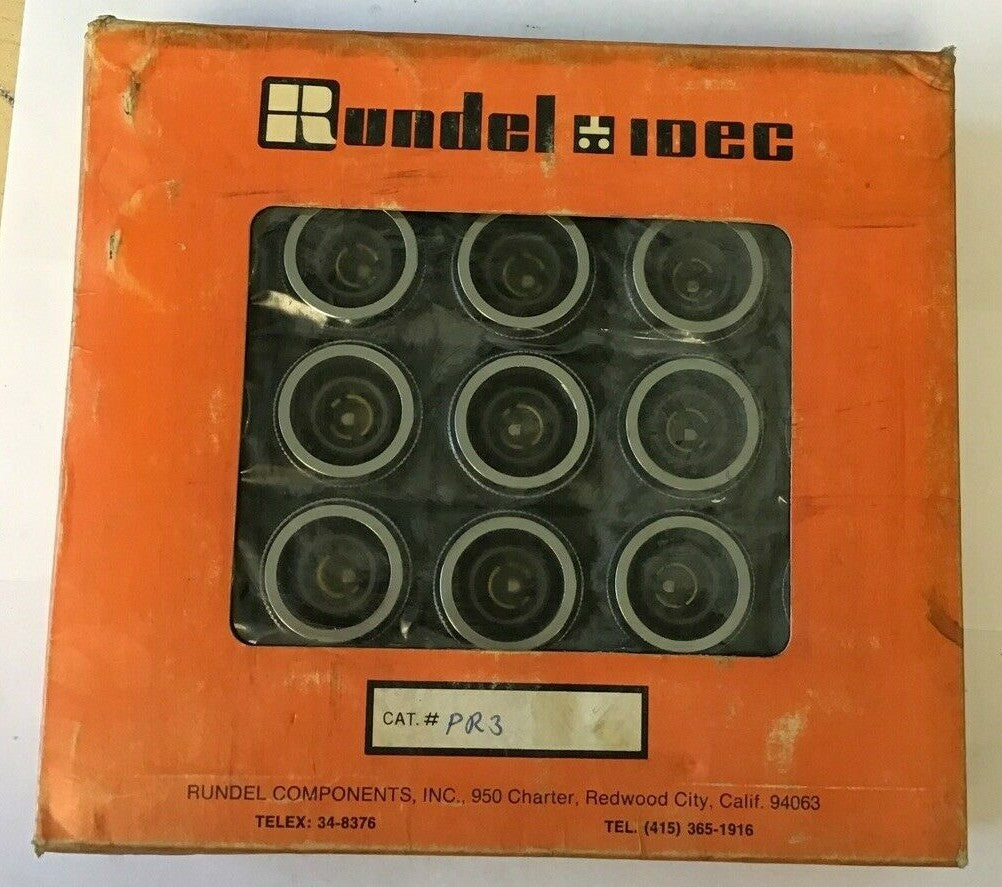 Rundel IDEC
CAT. # PR3
RUNDEL COMPONENTS, INC., 950 Charter, Redwood City, Calif. 94063
TELEX: 34-8376 TEL. (415) 365-1916